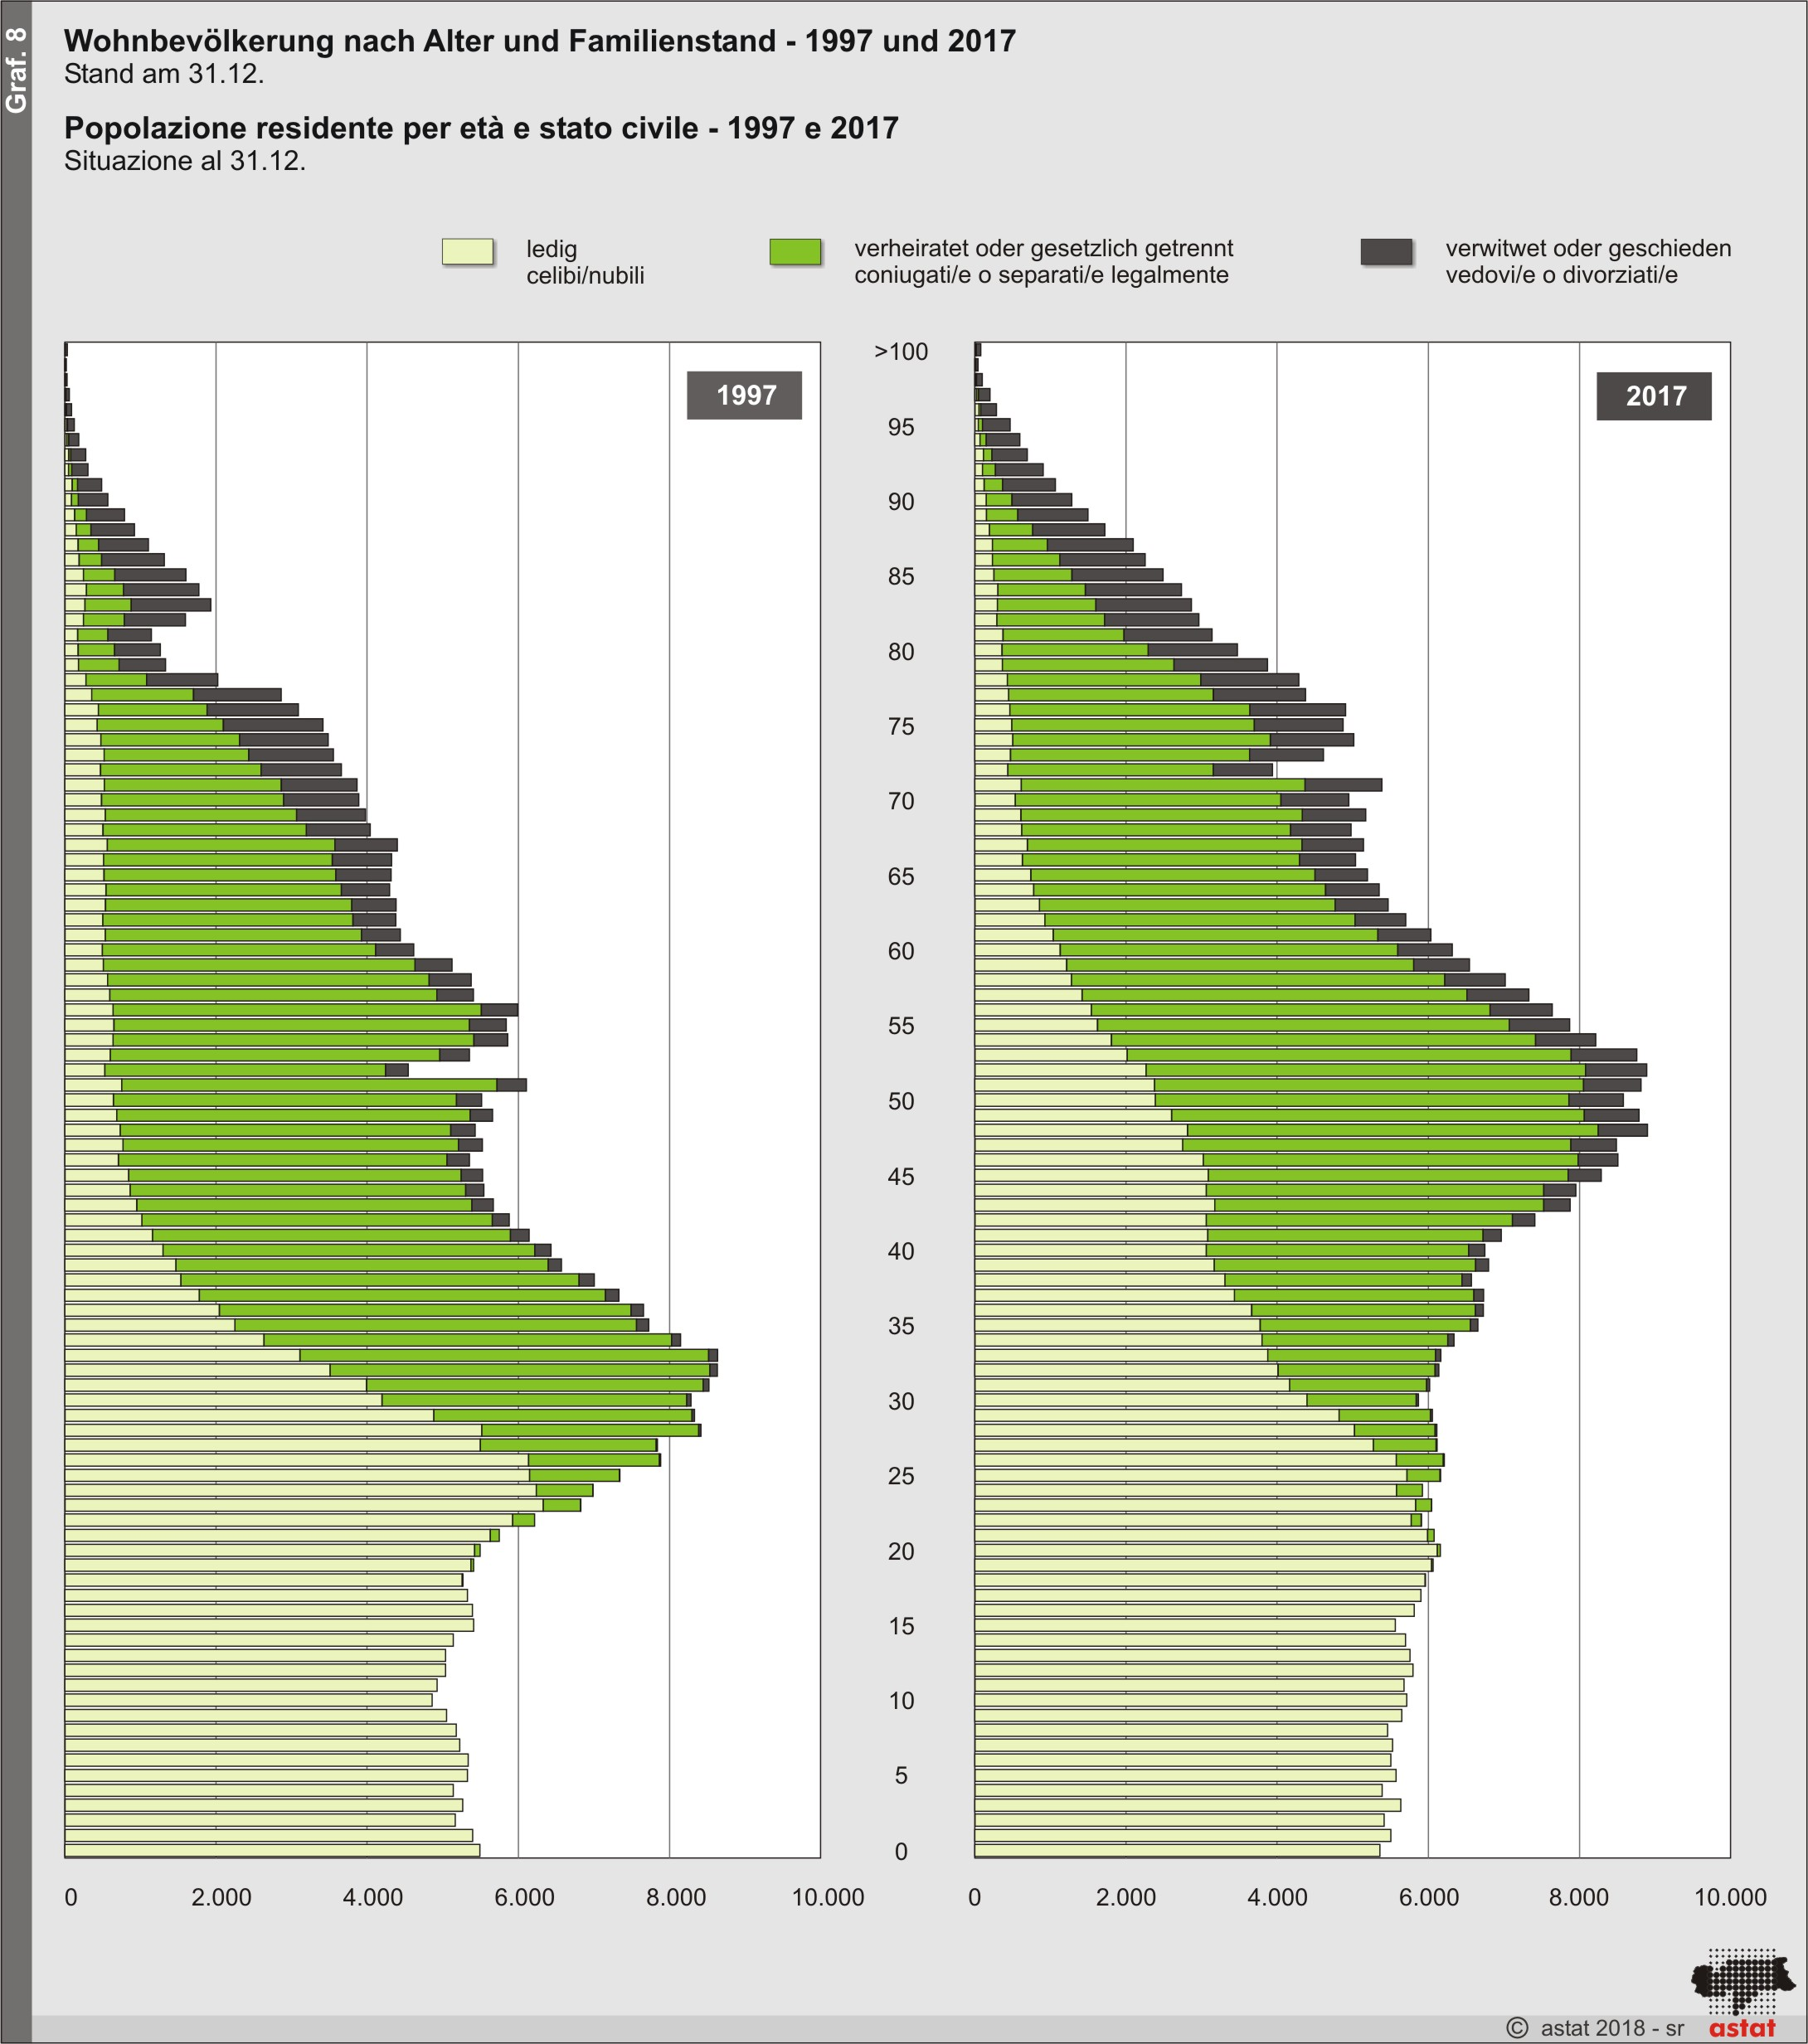 Graf. 8
Wohnbevölkerung nach Alter und Familienstand - 1997 und 2017
Stand am 31.12.
Popolazione residente per età e stato civile - 1997 e 2017
Situazione al 31.12.
ledig
celibi/nubili
verheiratet oder gesetzlich getrennt
coniugati/e o separati/e legalmente
verwitwet oder geschieden
vedovi/e o divorziati/e
1997
2017
>100
95
90
85
80
75
70
65
60
55
50
45
40
35
30
25
20
15
10
5
0
0 2.000 4.000 6.000 8.000 10.000
0 2.000 4.000 6.000 8.000 10.000
© astat 2018 - sr
astat